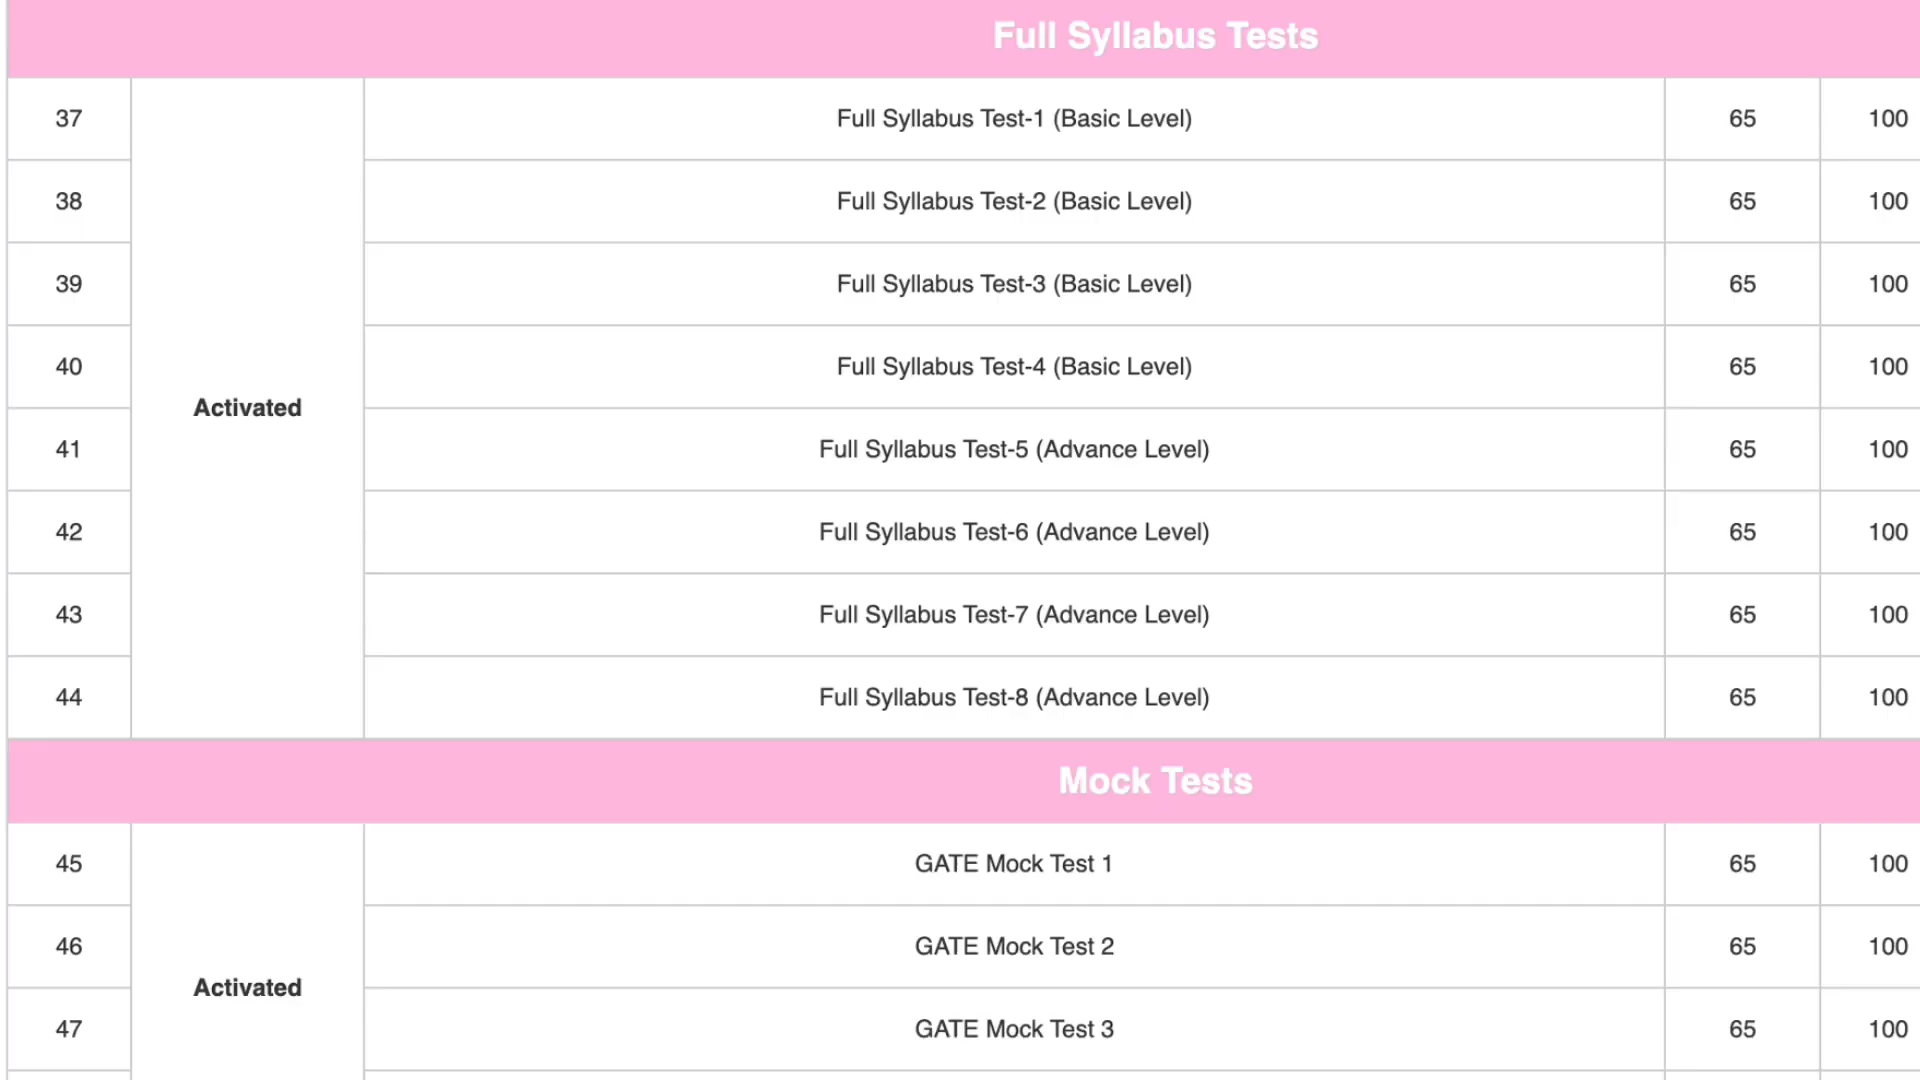 Full Syllabus Tests
37 Full Syllabus Test-1 (Basic Level) 65 100
38 Full Syllabus Test-2 (Basic Level) 65 100
39 Full Syllabus Test-3 (Basic Level) 65 100
40 Full Syllabus Test-4 (Basic Level) 65 100
Activated
41 Full Syllabus Test-5 (Advance Level) 65 100
42 Full Syllabus Test-6 (Advance Level) 65 100
43 Full Syllabus Test-7 (Advance Level) 65 100
44 Full Syllabus Test-8 (Advance Level) 65 100
Mock Tests
45 GATE Mock Test 1 65 100
46 GATE Mock Test 2 65 100
Activated
47 GATE Mock Test 3 65 100